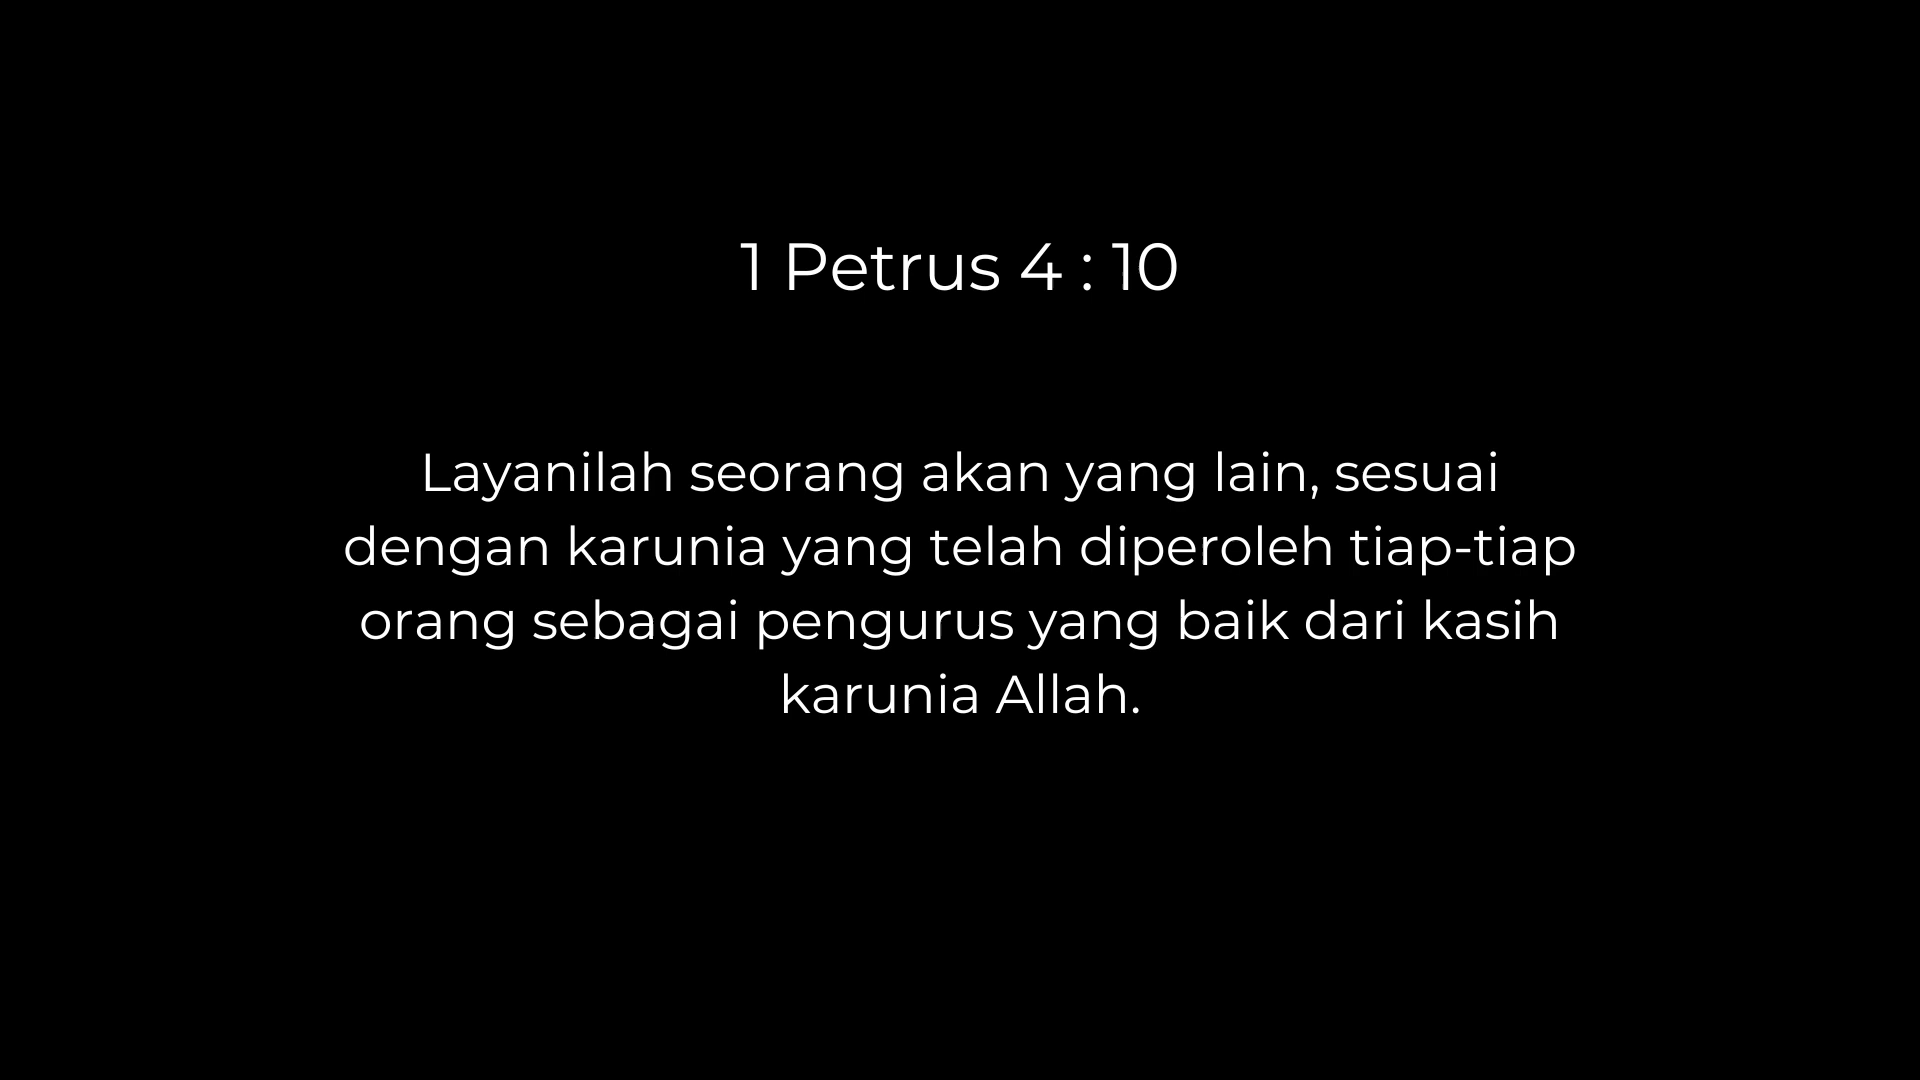 1 Petrus 4 : 10
Layanilah seorang akan yang lain, sesuai
dengan karunia yang telah diperoleh tiap-tiap
orang sebagai pengurus yang baik dari kasih
karunia Allah.